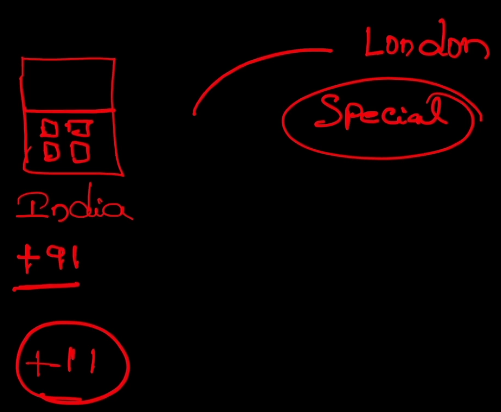 London
Special
India
+91
+11